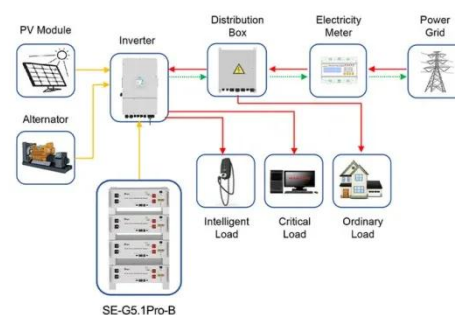 PV Module
Inverter
Distribution
Box
Electricity
Meter
Power
Grid
Alternator
Intelligent
Load
Critical
Load
Ordinary
Load
SE-G5.1Pro-B